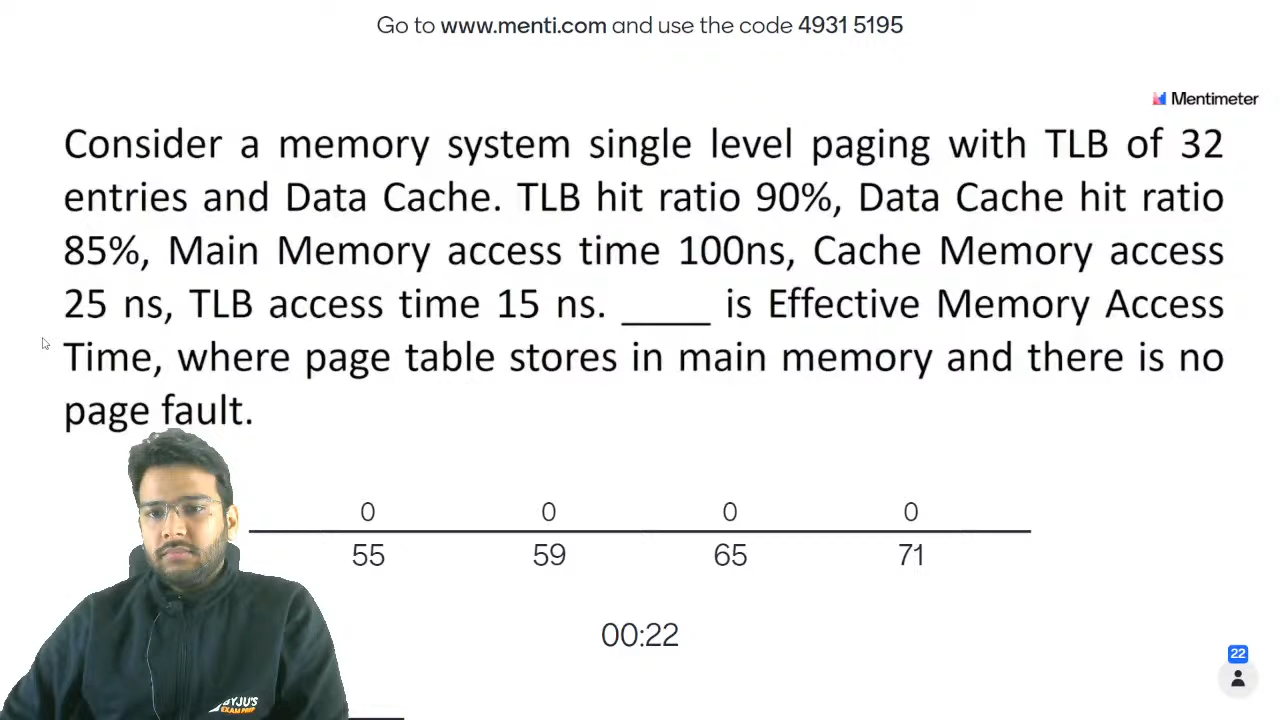 Go to www.menti.com and use the code 4931 5195
Mentimeter
Consider a memory system single level paging with TLB of 32
entries and Data Cache. TLB hit ratio 90%, Data Cache hit ratio
85%, Main Memory access time 100ns, Cache Memory access
25 ns, TLB access time 15 ns. ____ is Effective Memory Access
Time, where page table stores in main memory and there is no
page fault.
0 0 0 0
55 59 65 71
00:22
22
BYJU'S
EXAM PREP